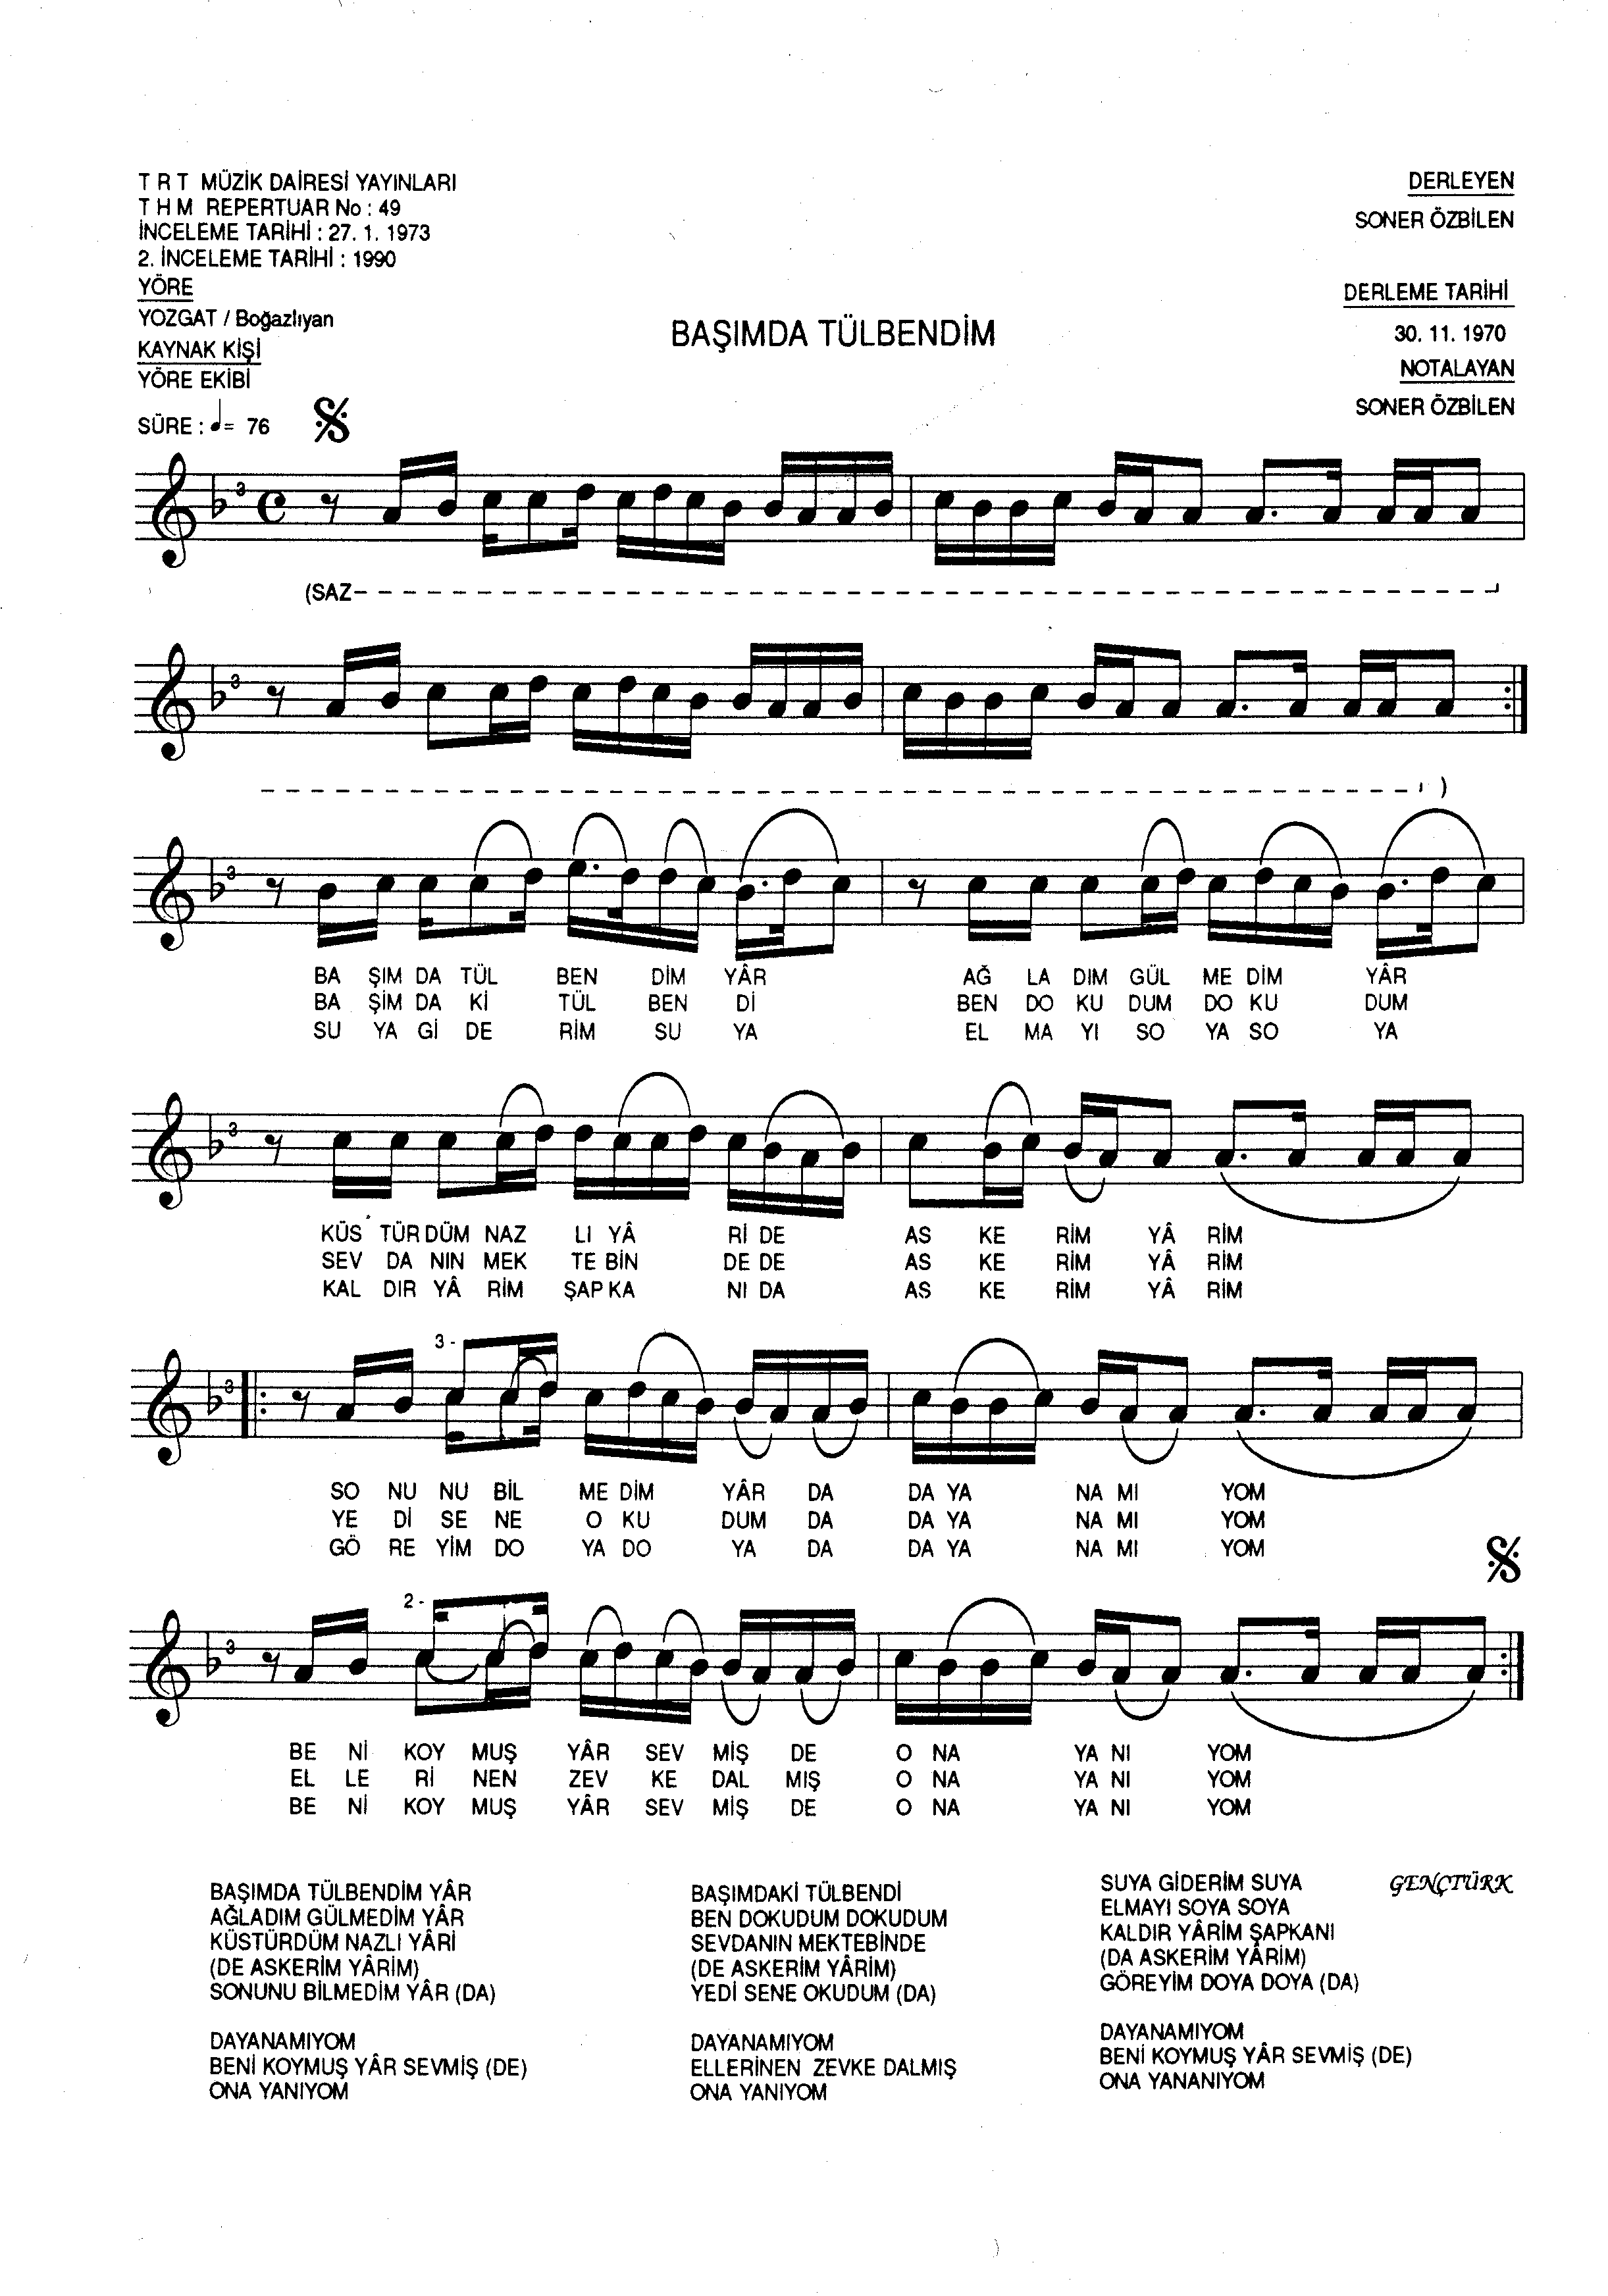 T R T MÜZİK DAİRESİ YAYINLARI
T H M REPERTUAR No : 49
İNCELEME TARİHİ : 27. 1. 1973
2. İNCELEME TARİHİ : 1990
YÖRE
YOZGAT / Boğazlıyan
KAYNAK KİŞİ
YÖRE EKİBİ
SÜRE : ♩= 76
BAŞIMDA TÜLBENDİM
DERLEYEN
SONER ÖZBİLEN
DERLEME TARİHİ
30. 11. 1970
NOTALAYAN
SONER ÖZBİLEN
3
(SAZ
3
)
3
BA ŞIM DA TÜL BEN DİM YÂR AĞ LA DIM GÜL ME DİM YÂR
BA ŞİM DA Kİ TÜL BEN Dİ BEN DO KU DUM DO KU DUM
SU YA Gİ DE RİM SU YA EL MA YI SO YA SO YA
3
KÜS TÜR DÜM NAZ LI YÂ Rİ DE AS KE RİM YÂ RİM
SEV DA NIN MEK TE BİN DE DE AS KE RİM YÂ RİM
KAL DIR YÂ RİM ŞAP KA NI DA AS KE RİM YÂ RİM
3 -
3
SO NU NU BİL ME DİM YÂR DA DA YA NA MI YOM
YE Dİ SE NE O KU DUM DA DA YA NA MI YOM
GÖ RE YİM DO YA DO YA DA DA YA NA MI YOM
2 -
3
BE Nİ KOY MUŞ YÂR SEV MİŞ DE O NA YA NI YOM
EL LE Rİ NEN ZEV KE DAL MIŞ O NA YA NI YOM
BE Nİ KOY MUŞ YÂR SEV MİŞ DE O NA YA NI YOM
BAŞIMDA TÜLBENDİM YÂR
AĞLADIM GÜLMEDİM YÂR
KÜSTÜRDÜM NAZLI YÂRİ
(DE ASKERİM YÂRİM)
SONUNU BİLMEDİM YÂR (DA)
DAYANAMIYOM
BENİ KOYMUŞ YÂR SEVMİŞ (DE)
ONA YANIYOM
BAŞIMDAKİ TÜLBENDİ
BEN DOKUDUM DOKUDUM
SEVDANIN MEKTEBİNDE
(DE ASKERİM YÂRİM)
YEDİ SENE OKUDUM (DA)
DAYANAMIYOM
ELLERİNEN ZEVKE DALMIŞ
ONA YANIYOM
SUYA GİDERİM SUYA
ELMAYI SOYA SOYA
KALDIR YÂRİM ŞAPKANI
(DA ASKERİM YÂRİM)
GÖREYİM DOYA DOYA (DA)
DAYANAMIYOM
BENİ KOYMUŞ YÂR SEVMİŞ (DE)
ONA YANANIYOM
GENÇTÜRK